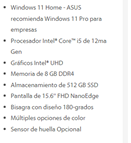 Windows 11 Home - ASUS
recomienda Windows 11 Pro para
empresas
Procesador Intel® Core™ i5 de 12ma
Gen
Gráficos Intel® UHD
Memoria de 8 GB DDR4
Almacenamiento de 512 GB SSD
Pantalla de 15.6" FHD NanoEdge
Bisagra con diseño 180-grados.
Múltiples opciones de color
Sensor de huella Opcional